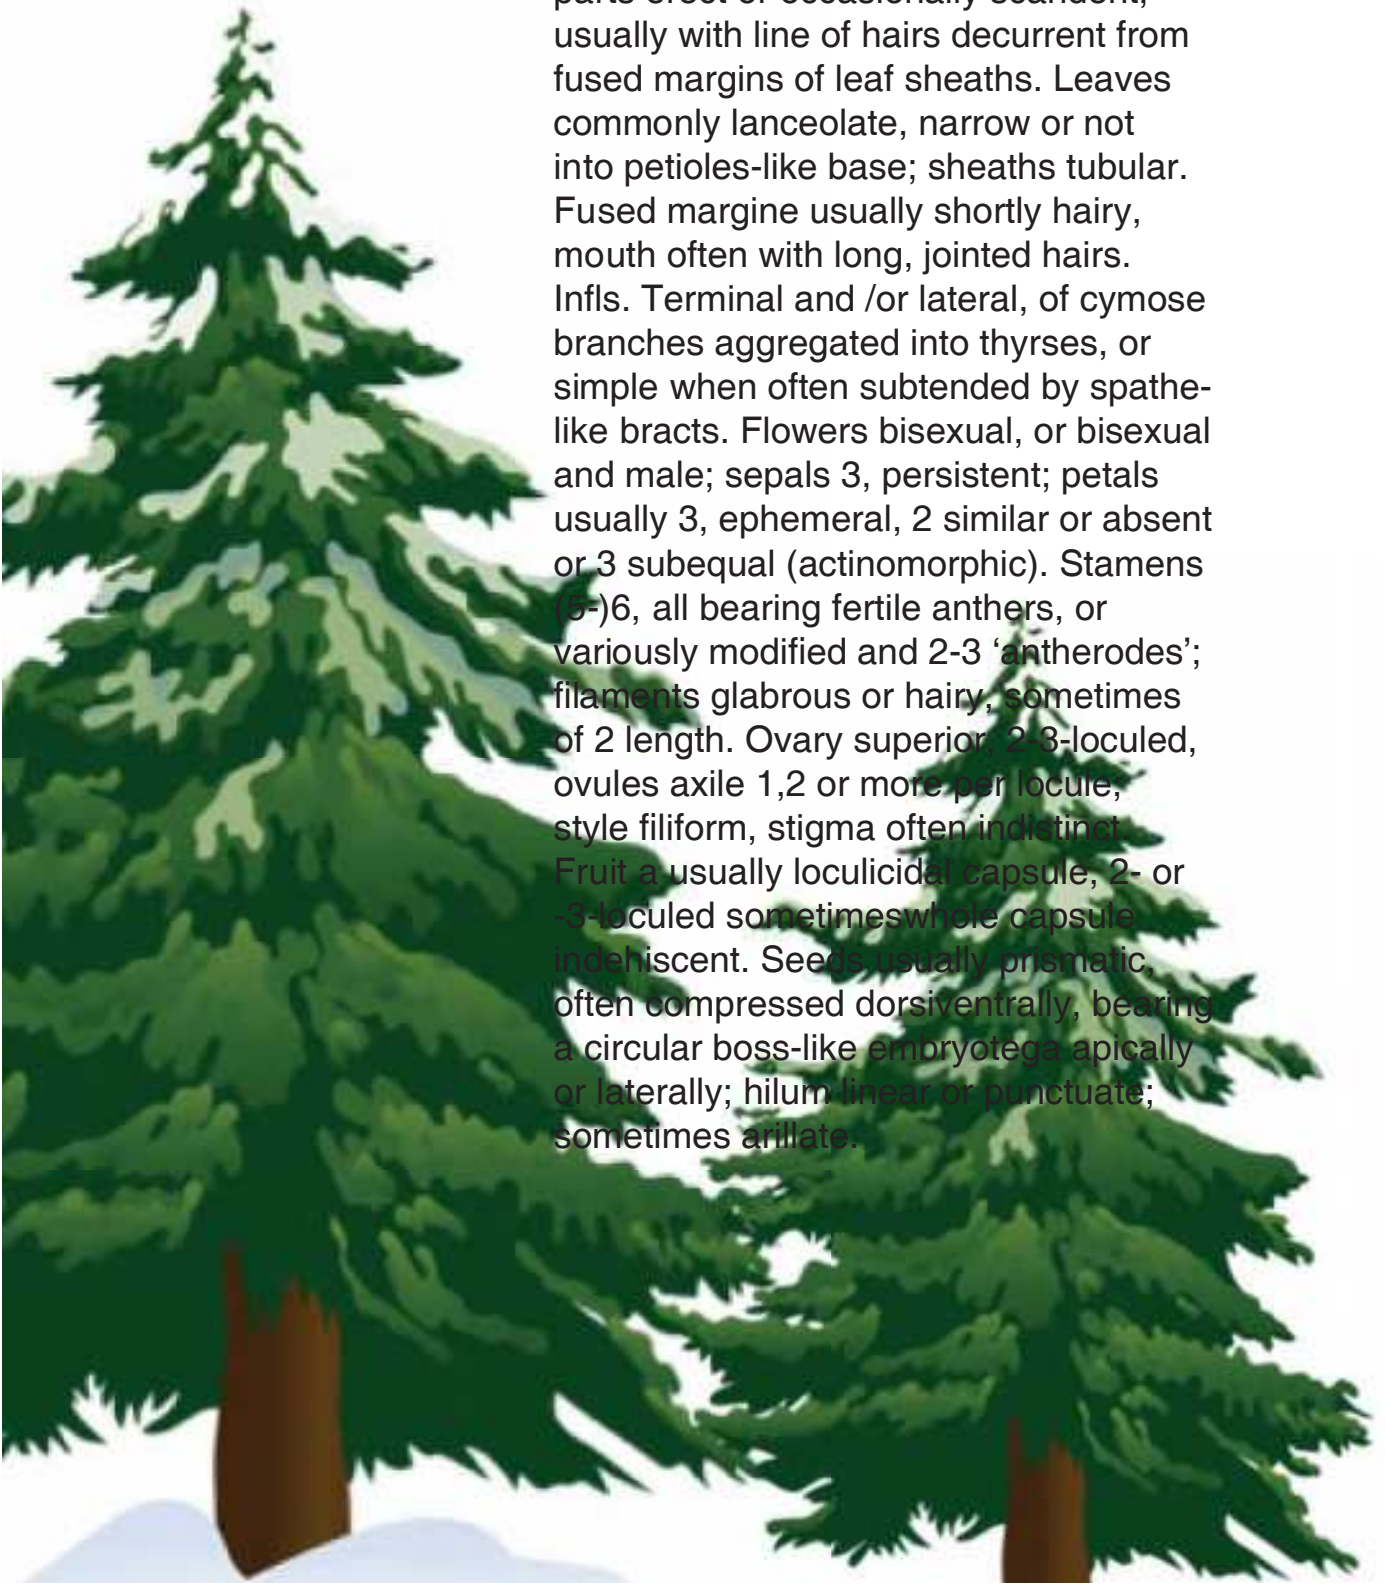 parts erect or occasionally scandent,
usually with line of hairs decurrent from
fused margins of leaf sheaths. Leaves
commonly lanceolate, narrow or not
into petioles-like base; sheaths tubular.
Fused margine usually shortly hairy,
mouth often with long, jointed hairs.
Infls. Terminal and /or lateral, of cymose
branches aggregated into thyrses, or
simple when often subtended by spathe-
like bracts. Flowers bisexual, or bisexual
and male; sepals 3, persistent; petals
usually 3, ephemeral, 2 similar or absent
or 3 subequal (actinomorphic). Stamens
(5-)6, all bearing fertile anthers, or
variously modified and 2-3 ‘antherodes’;
filaments glabrous or hairy, sometimes
of 2 length. Ovary superior, 2-3-loculed,
ovules axile 1,2 or more per locule;
style filiform, stigma often indistinct.
Fruit a usually loculicidal capsule, 2- or
-3-loculed sometimeswhole capsule
indehiscent. Seeds usually prismatic,
often compressed dorsiventrally, bearing
a circular boss-like embryotega apically
or laterally; hilum linear or punctuate;
sometimes arillate.